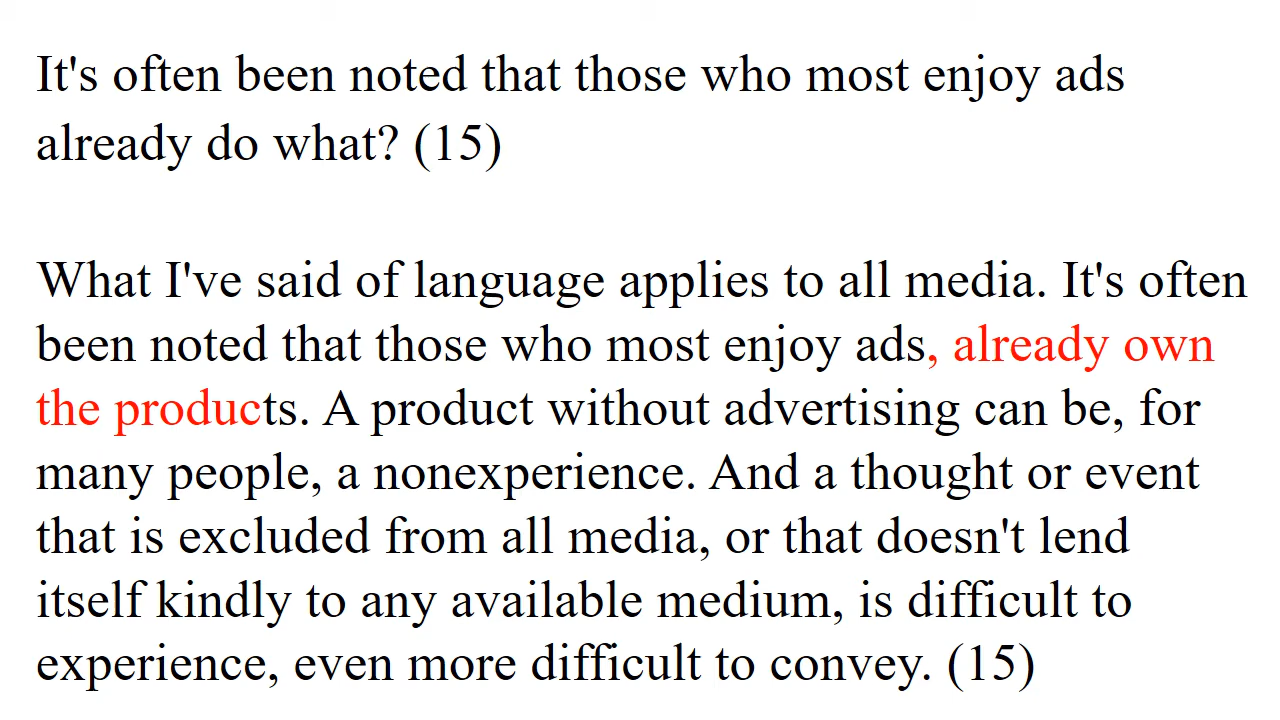 It's often been noted that those who most enjoy ads
already do what? (15)
What I've said of language applies to all media. It's often
been noted that those who most enjoy ads, already own
the products. A product without advertising can be, for
many people, a nonexperience. And a thought or event
that is excluded from all media, or that doesn't lend
itself kindly to any available medium, is difficult to
experience, even more difficult to convey. (15)